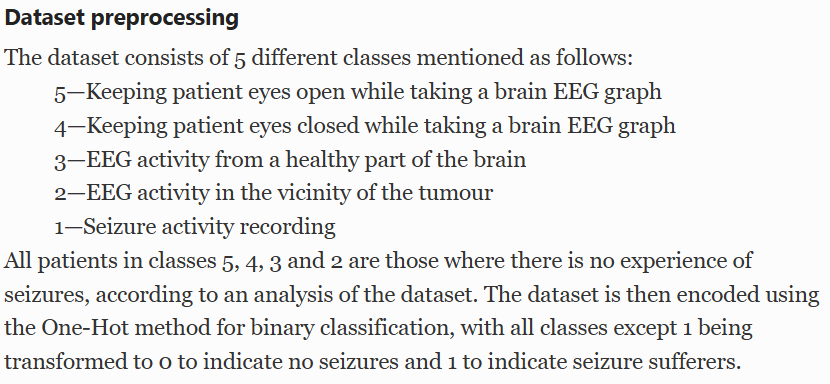 Dataset preprocessing
The dataset consists of 5 different classes mentioned as follows:
5—Keeping patient eyes open while taking a brain EEG graph
4—Keeping patient eyes closed while taking a brain EEG graph
3—EEG activity from a healthy part of the brain
2—EEG activity in the vicinity of the tumour
1—Seizure activity recording
All patients in classes 5, 4, 3 and 2 are those where there is no experience of
seizures, according to an analysis of the dataset. The dataset is then encoded using
the One-Hot method for binary classification, with all classes except 1 being
transformed to 0 to indicate no seizures and 1 to indicate seizure sufferers.